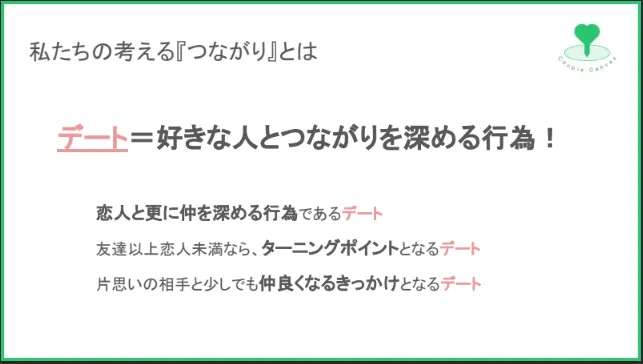 私たちの考える『つながり』とは
Couple Canvas
デート＝好きな人とつながりを深める行為！
恋人と更に仲を深める行為であるデート
友達以上恋人未満なら、ターニングポイントとなるデート
片思いの相手と少しでも仲良くなるきっかけとなるデート